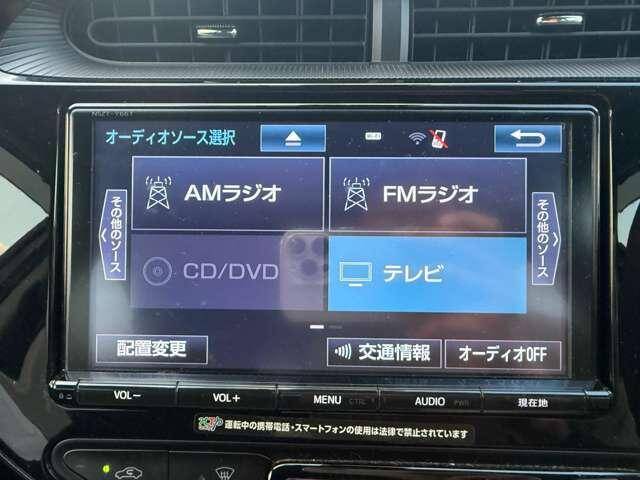 NSZT-Y66T
オーディオソース選択
Wi-Fi
AMラジオ
FMラジオ
その他のソース
その他のソース
CD/DVD
テレビ
配置変更
交通情報
オーディオOFF
VOL−
VOL+
MENU CTRL
AUDIO PWR
現在地
運転中の携帯電話・スマートフォンの使用は法律で禁止されています